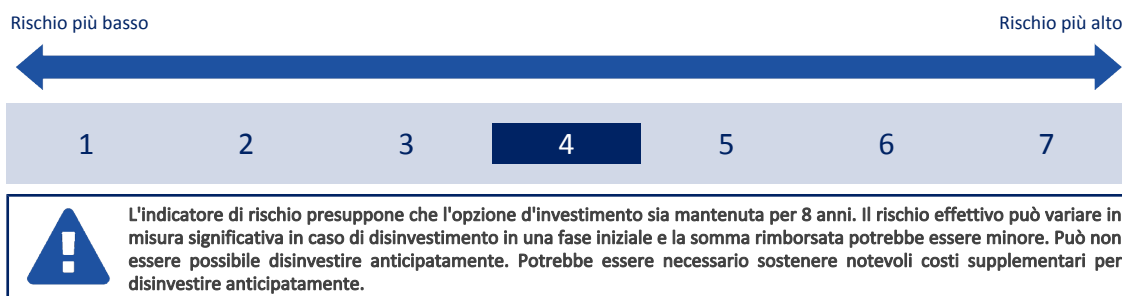 Rischio più basso Rischio più alto
1 2 3 4 5 6 7
L'indicatore di rischio presuppone che l'opzione d'investimento sia mantenuta per 8 anni. Il rischio effettivo può variare in
misura significativa in caso di disinvestimento in una fase iniziale e la somma rimborsata potrebbe essere minore. Può non
essere possibile disinvestire anticipatamente. Potrebbe essere necessario sostenere notevoli costi supplementari per
disinvestire anticipatamente.